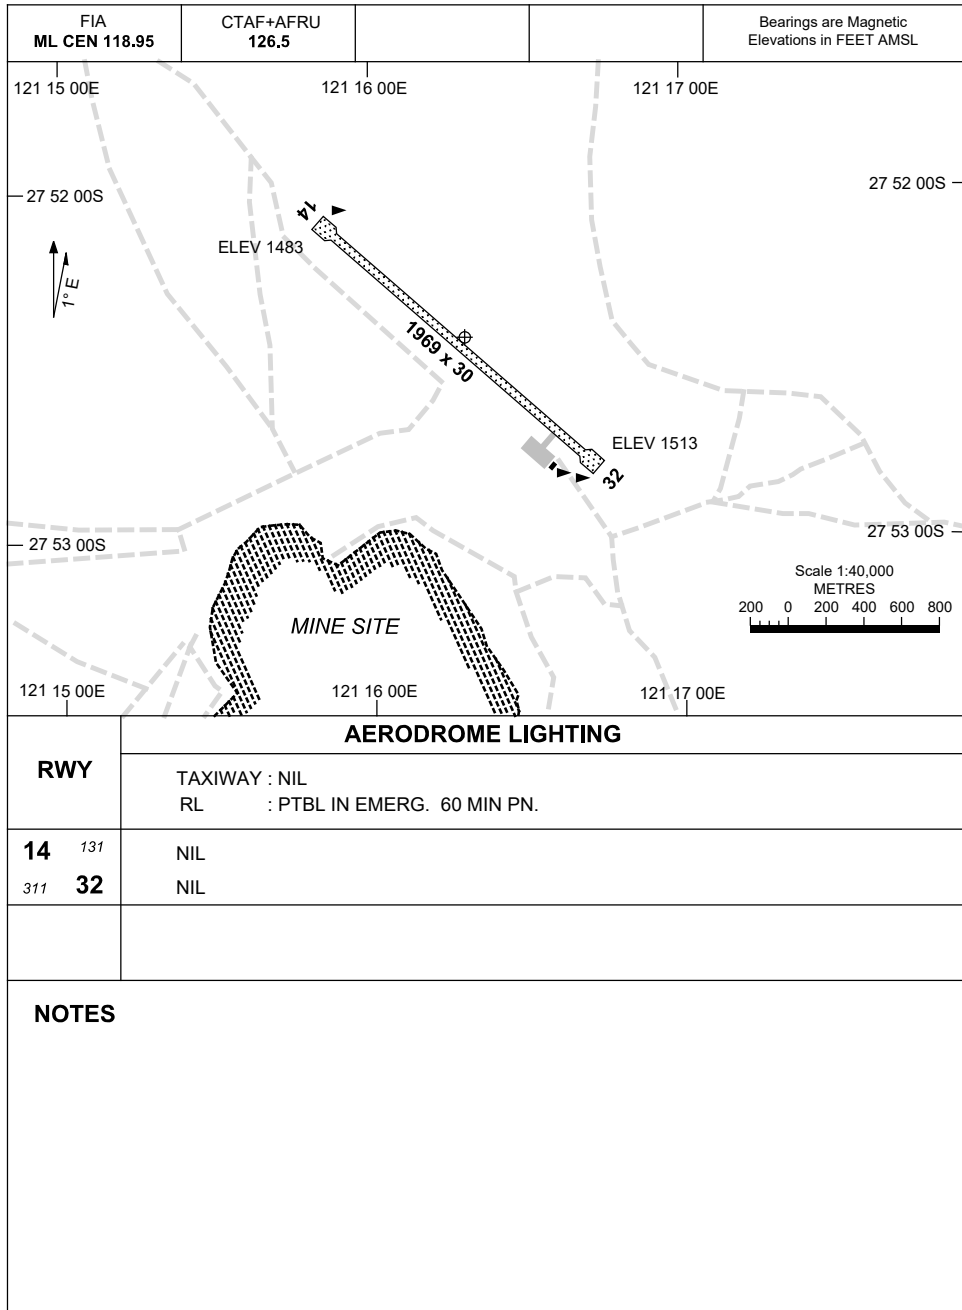 FIA
ML CEN 118.95
CTAF+AFRU
126.5
Bearings are Magnetic
Elevations in FEET AMSL
121 15 00E
121 16 00E
121 17 00E
27 52 00S
27 52 00S
14
ELEV 1483
1° E
1969 x 30
ELEV 1513
32
27 53 00S
27 53 00S
Scale 1:40,000
METRES
200 0 200 400 600 800
MINE SITE
121 15 00E
121 16 00E
121 17 00E
RWY
AERODROME LIGHTING
TAXIWAY : NIL
RL : PTBL IN EMERG. 60 MIN PN.
14 131 NIL
311 32 NIL
NOTES